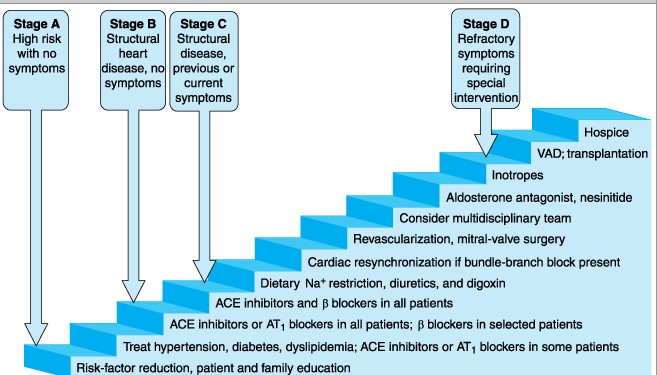 Stage A
High risk
with no
symptoms
Stage B
Structural
heart
disease, no
symptoms
Stage C
Structural
disease,
previous or
current
symptoms
Stage D
Refractory
symptoms
requiring
special
intervention
Hospice
VAD; transplantation
Inotropes
Aldosterone antagonist, nesinitide
Consider multidisciplinary team
Revascularization, mitral-valve surgery
Cardiac resynchronization if bundle-branch block present
Dietary Na⁺ restriction, diuretics, and digoxin
ACE inhibitors and β blockers in all patients
ACE inhibitors or AT₁ blockers in all patients; β blockers in selected patients
Treat hypertension, diabetes, dyslipidemia; ACE inhibitors or AT₁ blockers in some patients
Risk-factor reduction, patient and family education